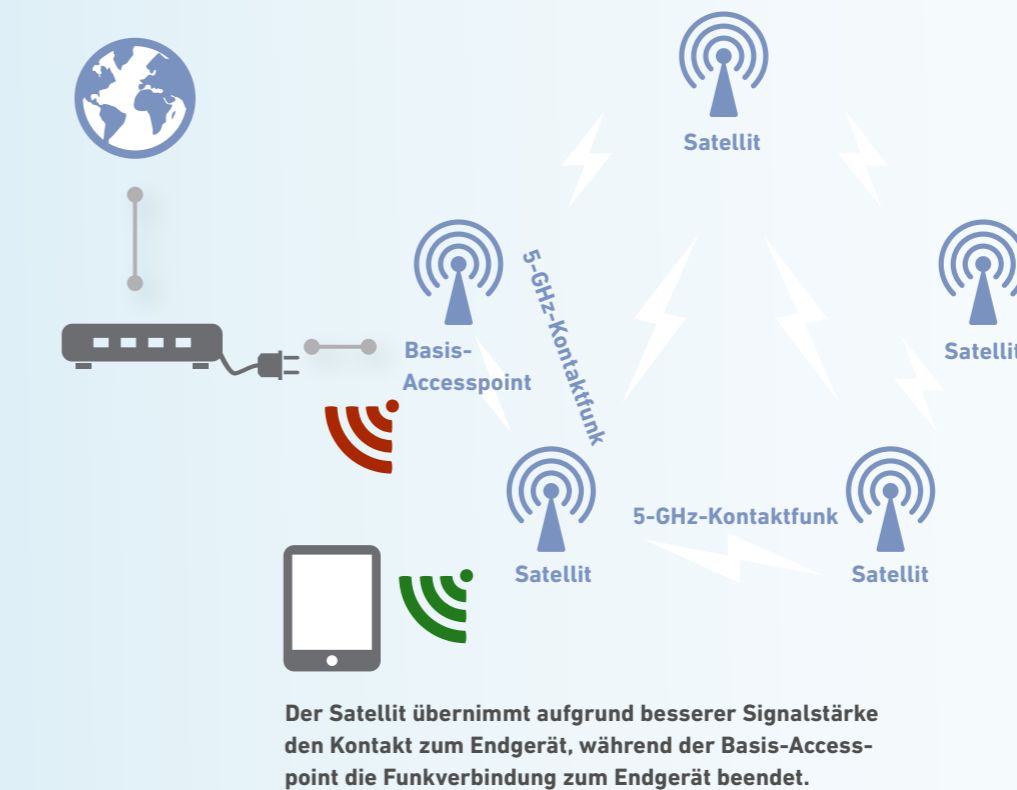 Satellit
5-GHz-Kontaktfunk
Basis-
Accesspoint
Satellit
5-GHz-Kontaktfunk
Satellit
Satellit
Der Satellit übernimmt aufgrund besserer Signalstärke
den Kontakt zum Endgerät, während der Basis-Access-
point die Funkverbindung zum Endgerät beendet.